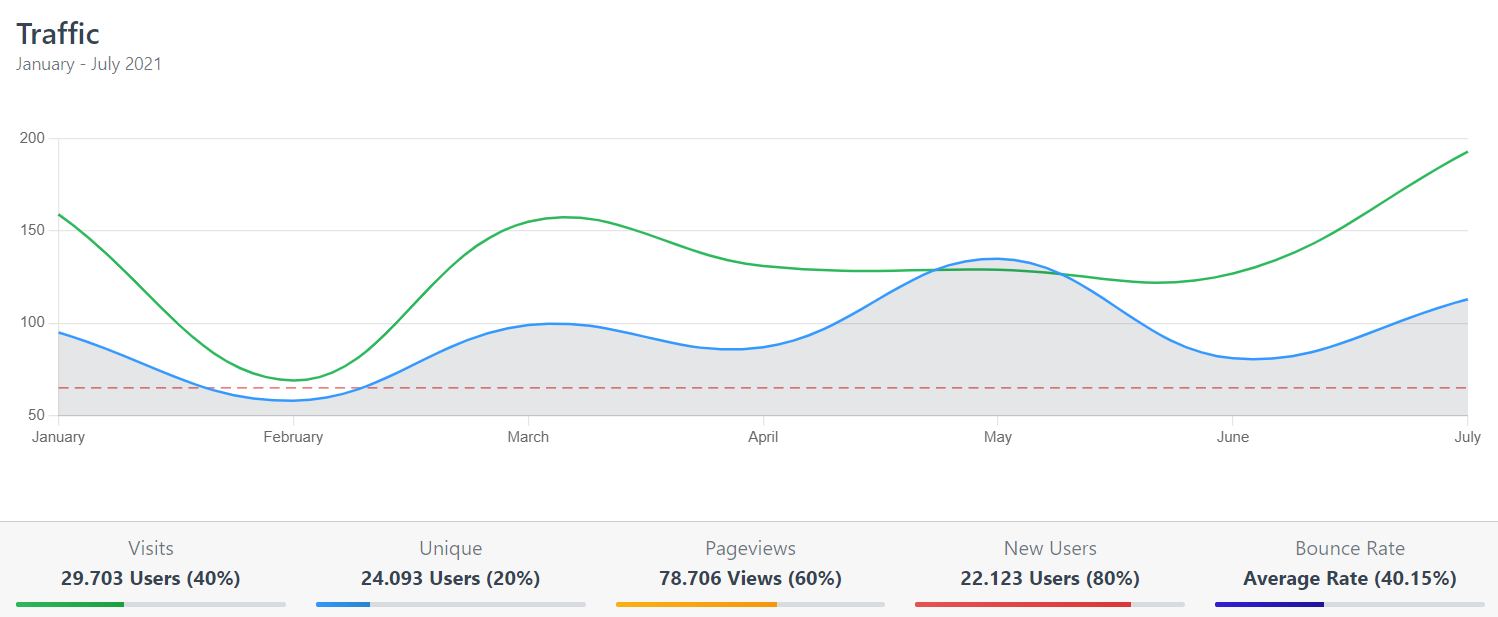 Traffic
January - July 2021
200
150
100
50
January February March April May June July
Visits Unique Pageviews New Users Bounce Rate
29.703 Users (40%) 24.093 Users (20%) 78.706 Views (60%) 22.123 Users (80%) Average Rate (40.15%)